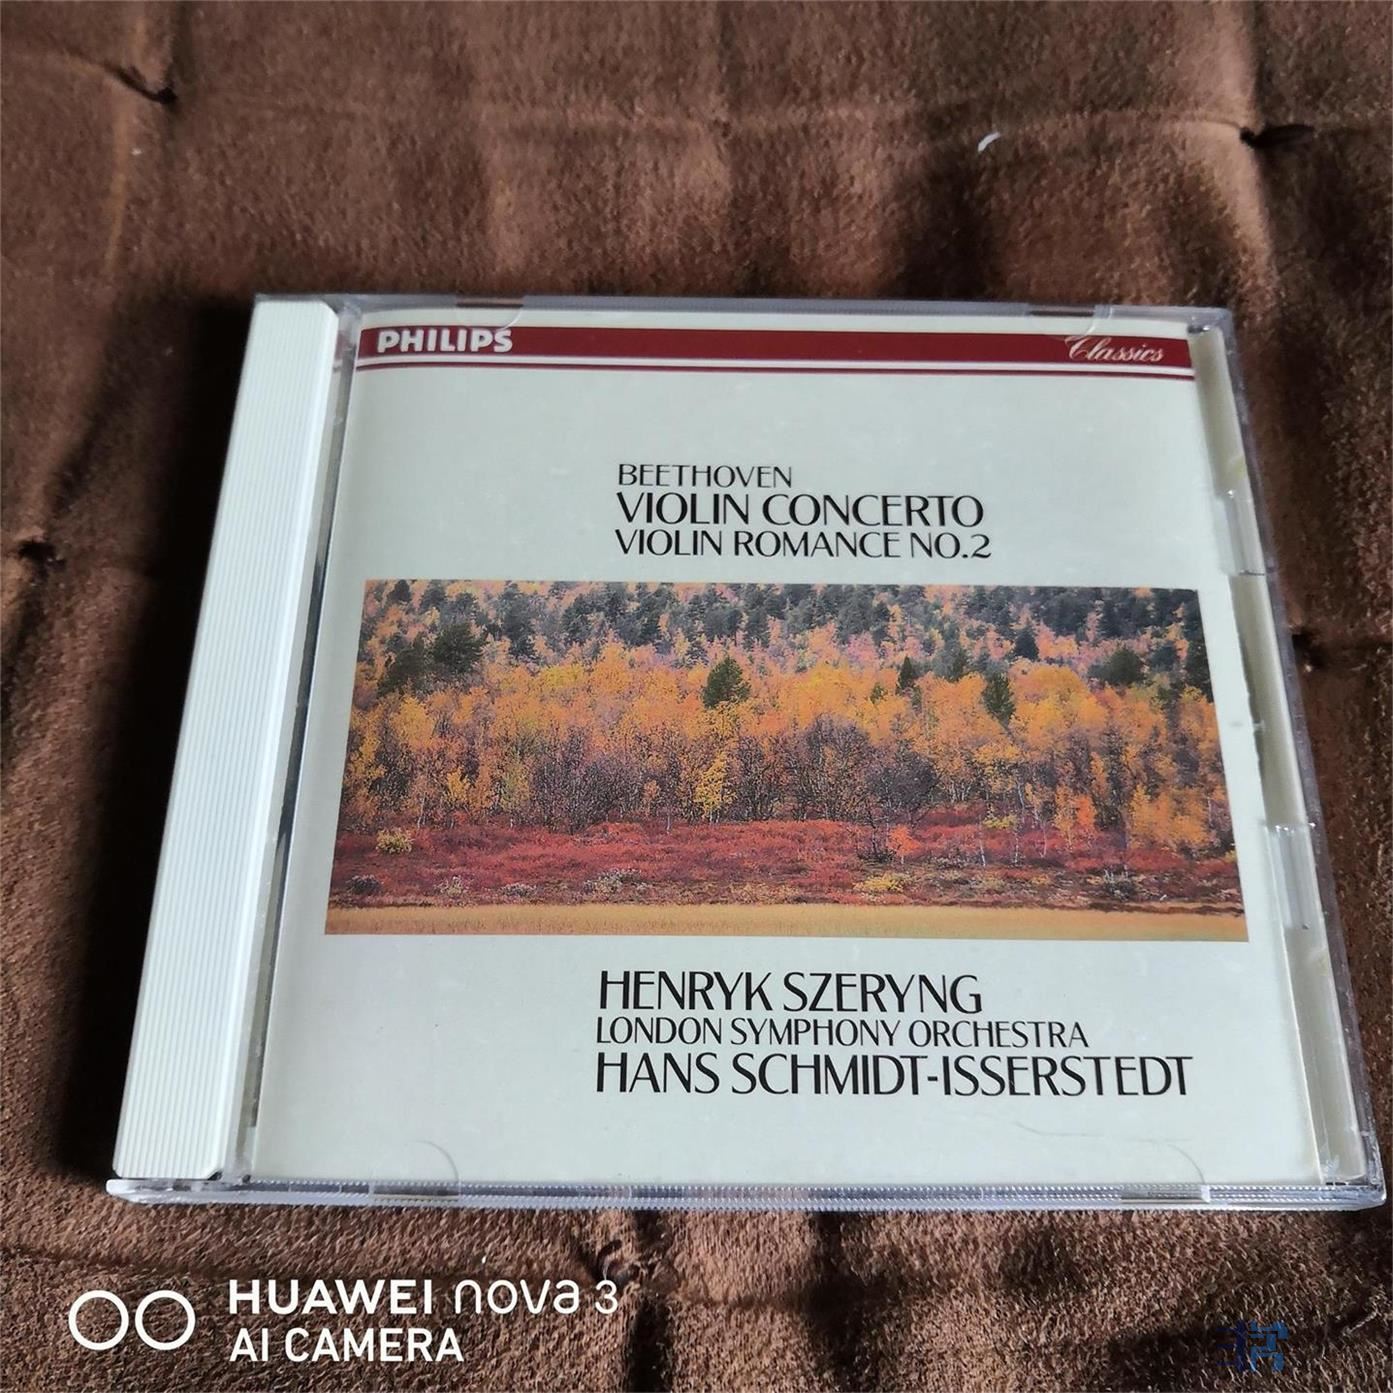 PHILIPS
Classics
BEETHOVEN
VIOLIN CONCERTO
VIOLIN ROMANCE NO.2
HENRYK SZERYNG
LONDON SYMPHONY ORCHESTRA
HANS SCHMIDT-ISSERSTEDT
HUAWEI nova 3
AI CAMERA